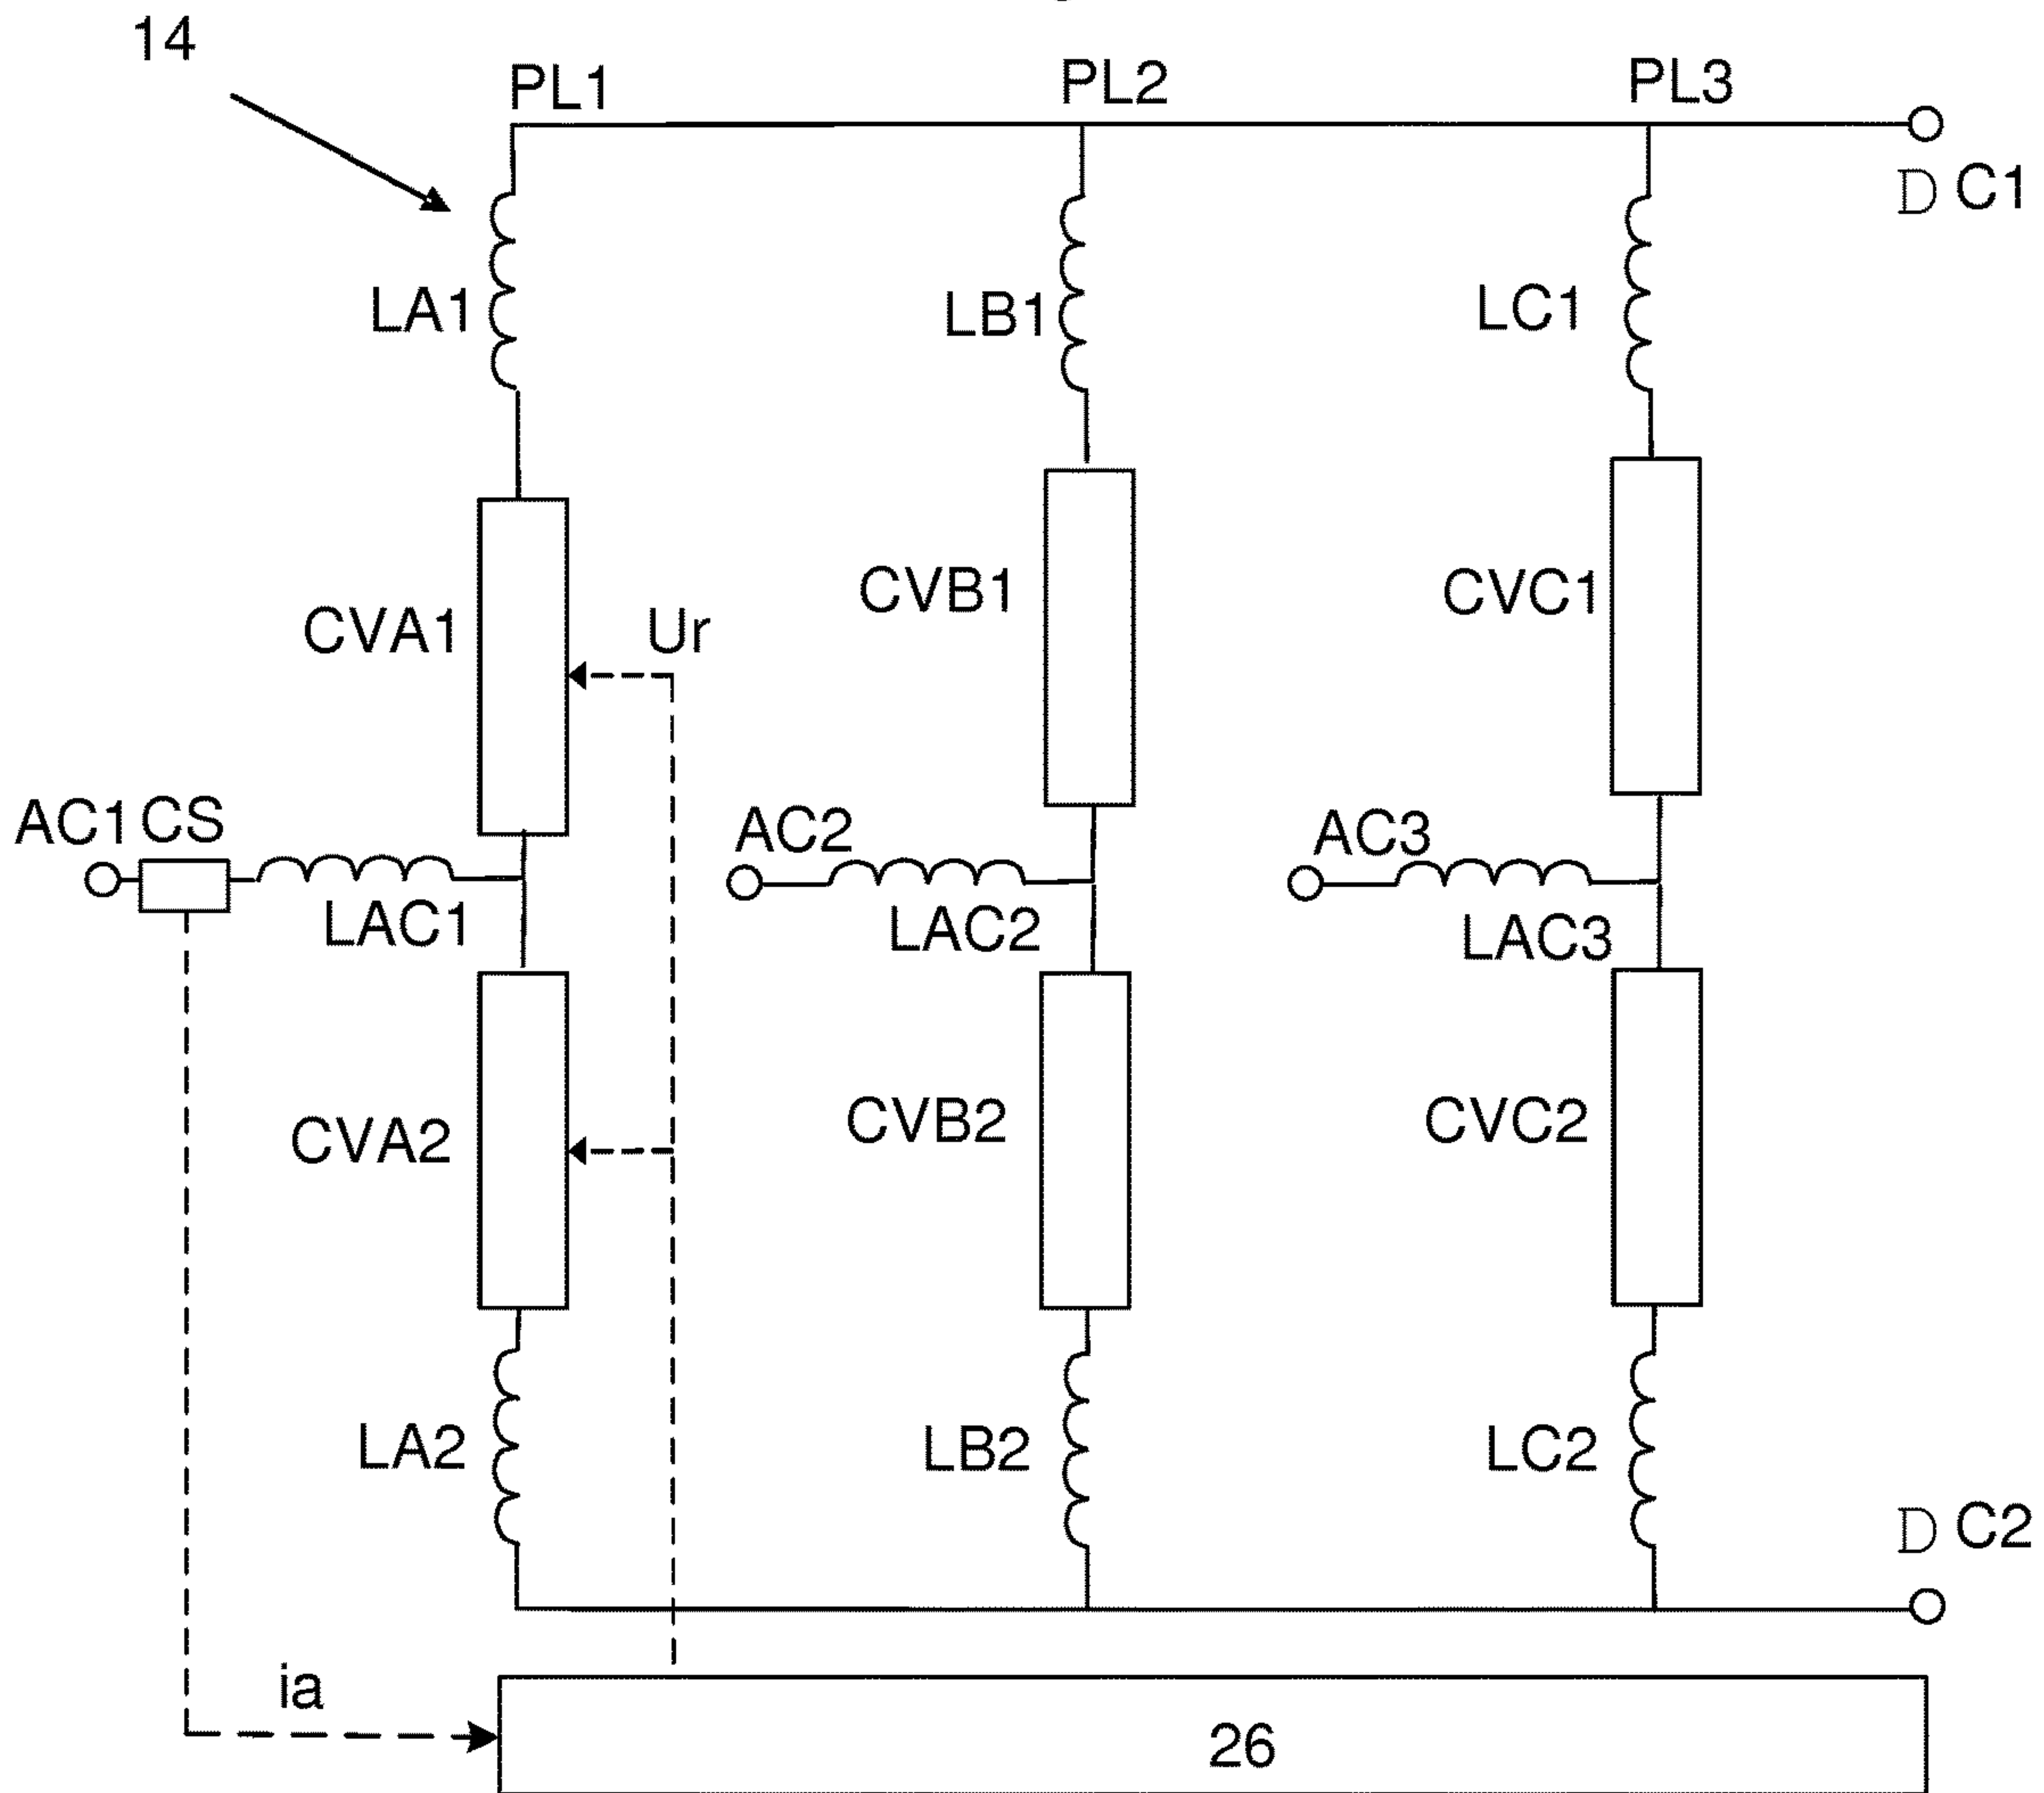 14
PL1 PL2 PL3
DC1
LA1 LB1 LC1
CVA1 Ur CVB1 CVC1
AC1 CS AC2 AC3
LAC1 LAC2 LAC3
CVA2 CVB2 CVC2
LA2 LB2 LC2
DC2
ia
26